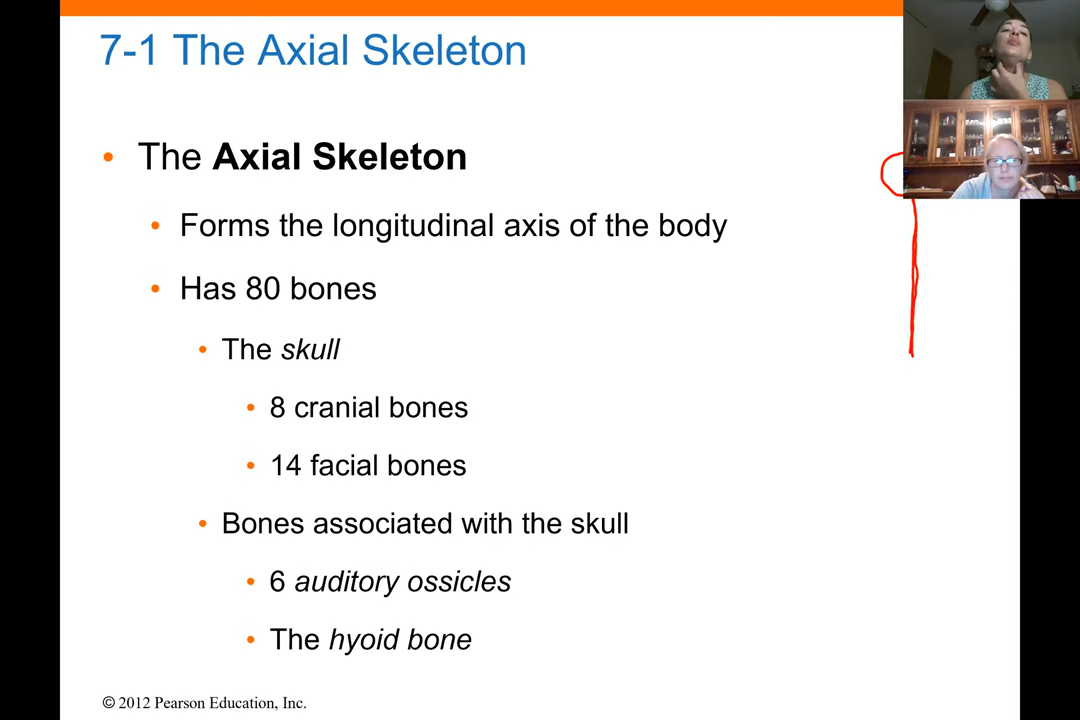 7-1 The Axial Skeleton
• The Axial Skeleton
• Forms the longitudinal axis of the body
• Has 80 bones
• The skull
• 8 cranial bones
• 14 facial bones
• Bones associated with the skull
• 6 auditory ossicles
• The hyoid bone
© 2012 Pearson Education, Inc.